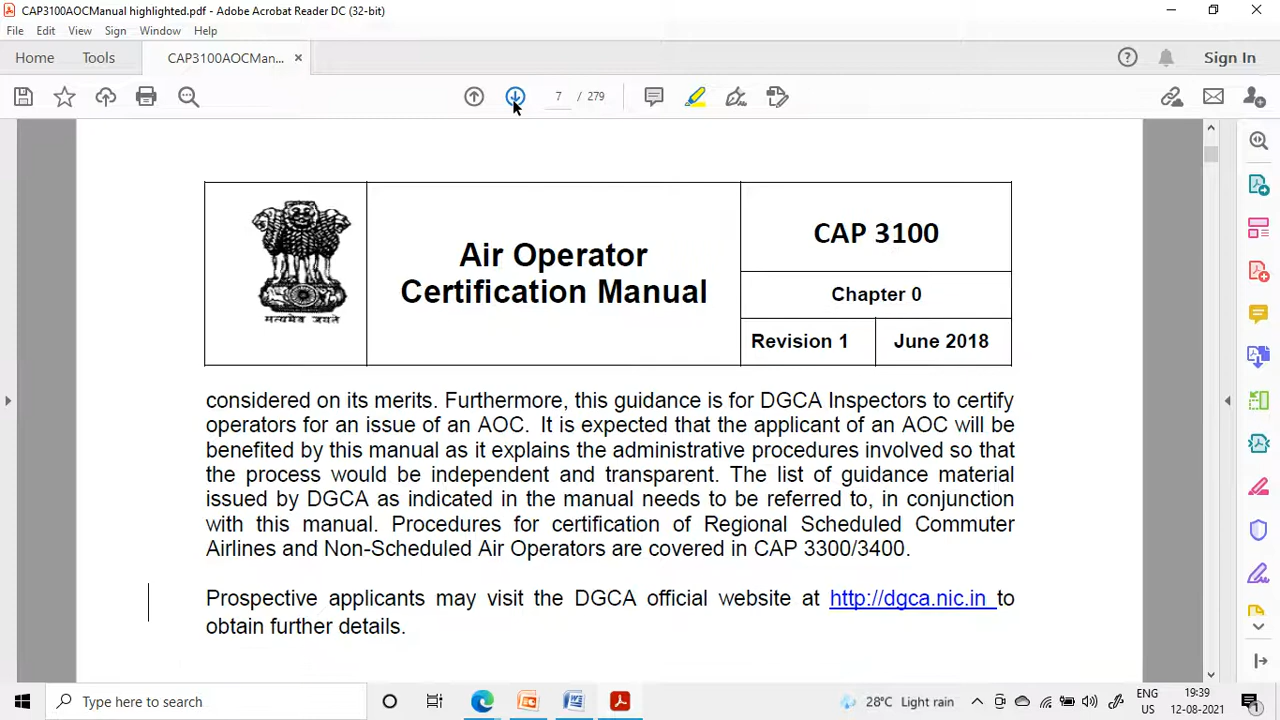 CAP3100AOCManual highlighted.pdf - Adobe Acrobat Reader DC (32-bit)
File Edit View Sign Window Help
Home Tools CAP3100AOCMan... × Sign In
7 / 279
Air Operator
Certification Manual
CAP 3100
Chapter 0
Revision 1 June 2018
सत्यमेव जयते
considered on its merits. Furthermore, this guidance is for DGCA Inspectors to certify
operators for an issue of an AOC. It is expected that the applicant of an AOC will be
benefited by this manual as it explains the administrative procedures involved so that
the process would be independent and transparent. The list of guidance material
issued by DGCA as indicated in the manual needs to be referred to, in conjunction
with this manual. Procedures for certification of Regional Scheduled Commuter
Airlines and Non-Scheduled Air Operators are covered in CAP 3300/3400.
Prospective applicants may visit the DGCA official website at http://dgca.nic.in to
obtain further details.
Type here to search
28°C Light rain
ENG
US
19:39
12-08-2021
1